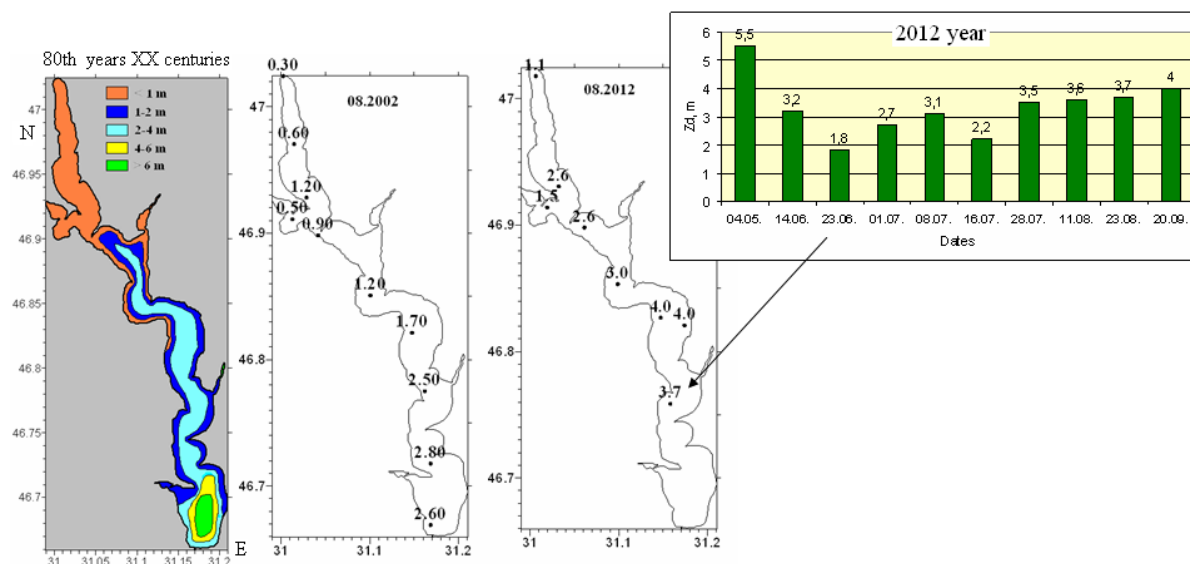 80th years XX centuries
< 1 m
1-2 m
2-4 m
4-6 m
> 6 m
N
47
46.95
46.9
46.85
46.8
46.75
46.7
31 31.05 31.1 31.15 31.2
E
0.30
08.2002
47
0.60
1.20
0.50
0.90
46.9
1.20
1.70
46.8
2.50
2.80
46.7
2.60
31 31.1 31.2
1.1
08.2012
47
2.6
1.5
2.6
46.9
3.0
4.0 4.0
46.8
3.7
46.7
31 31.1 31.2
2012 year
Zd, m
6
5
4
3
2
1
0
5,5 3,2 1,8 2,7 3,1 2,2 3,5 3,6 3,7 4
04.05. 14.06. 23.06. 01.07. 08.07. 16.07. 28.07. 11.08. 23.08. 20.09.
Dates